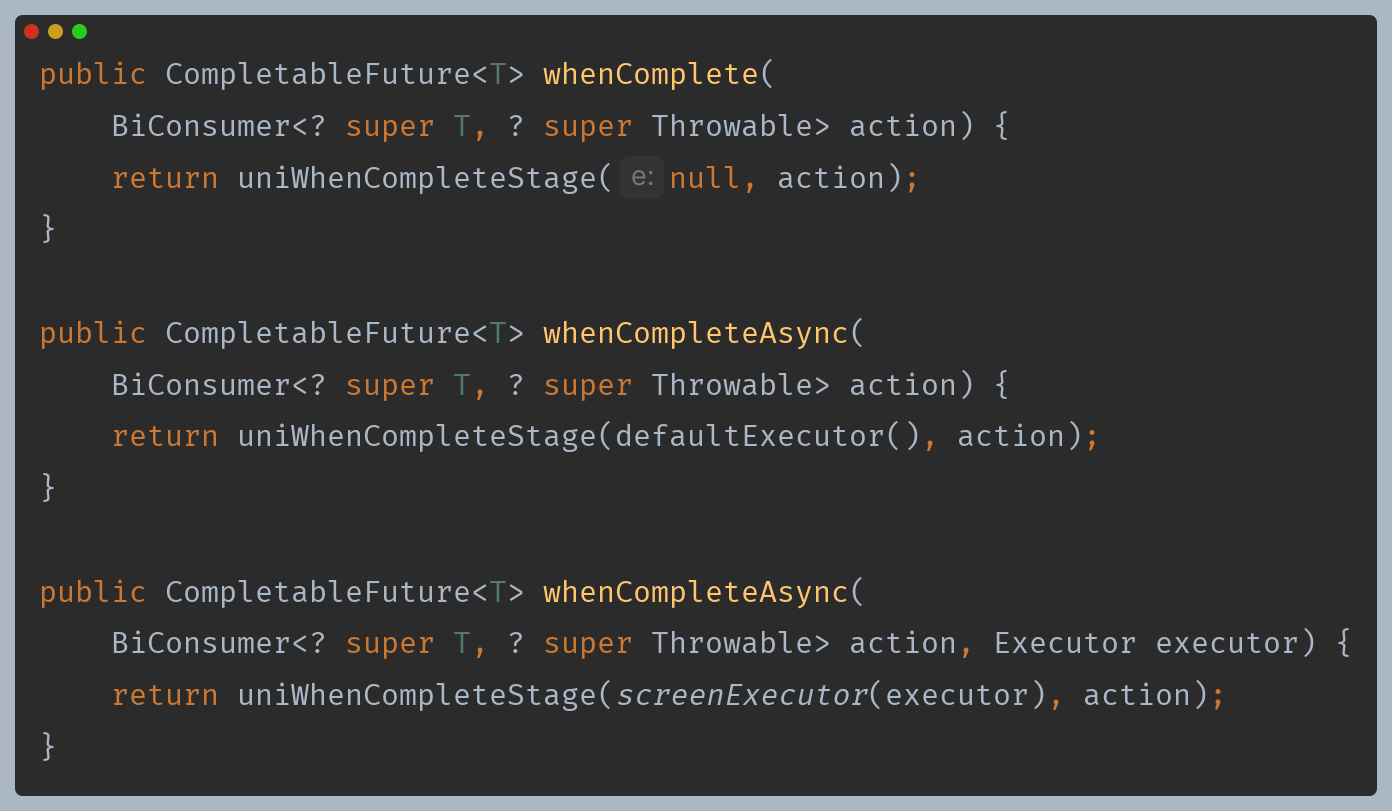 public CompletableFuture<T> whenComplete(
    BiConsumer<? super T, ? super Throwable> action) {
    return uniWhenCompleteStage( e: null, action);
}

public CompletableFuture<T> whenCompleteAsync(
    BiConsumer<? super T, ? super Throwable> action) {
    return uniWhenCompleteStage(defaultExecutor(), action);
}

public CompletableFuture<T> whenCompleteAsync(
    BiConsumer<? super T, ? super Throwable> action, Executor executor) {
    return uniWhenCompleteStage(screenExecutor(executor), action);
}